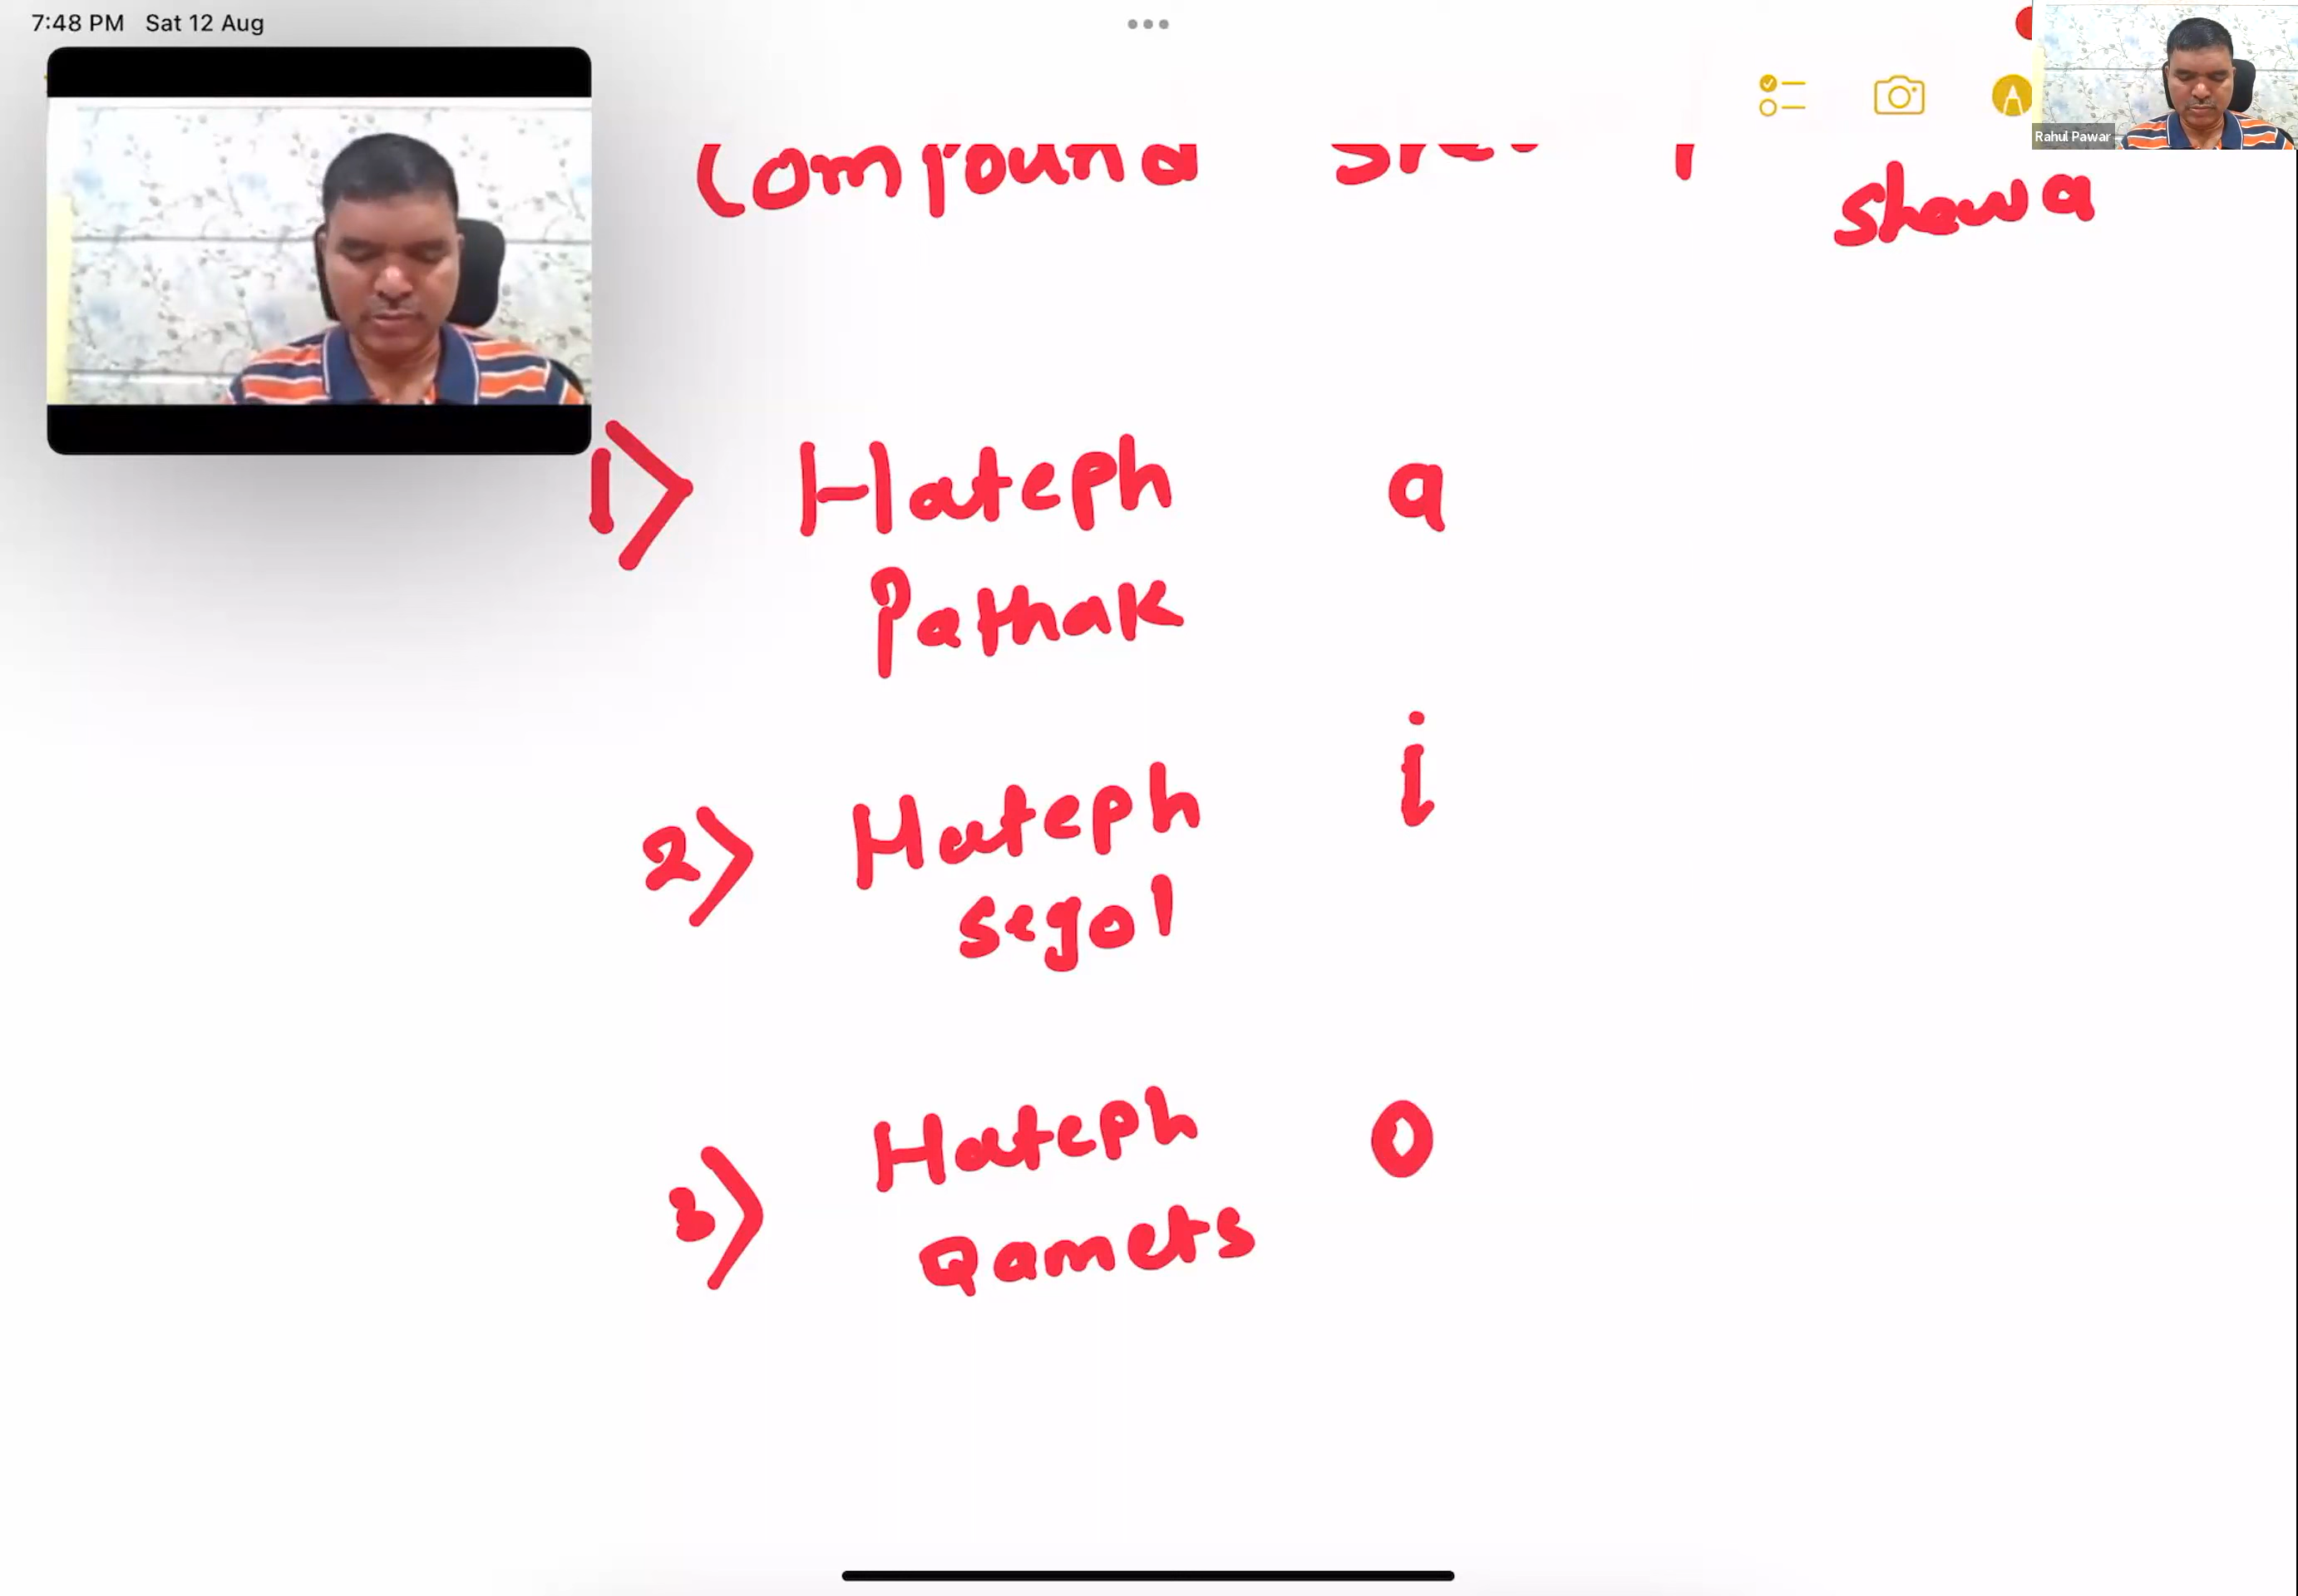 7:48 PM Sat 12 Aug
Rahul Pawar
Compound
shewa
1> Hateph a
Pathak
i
2> Hateph
segol
3> Hateph o
Qamets